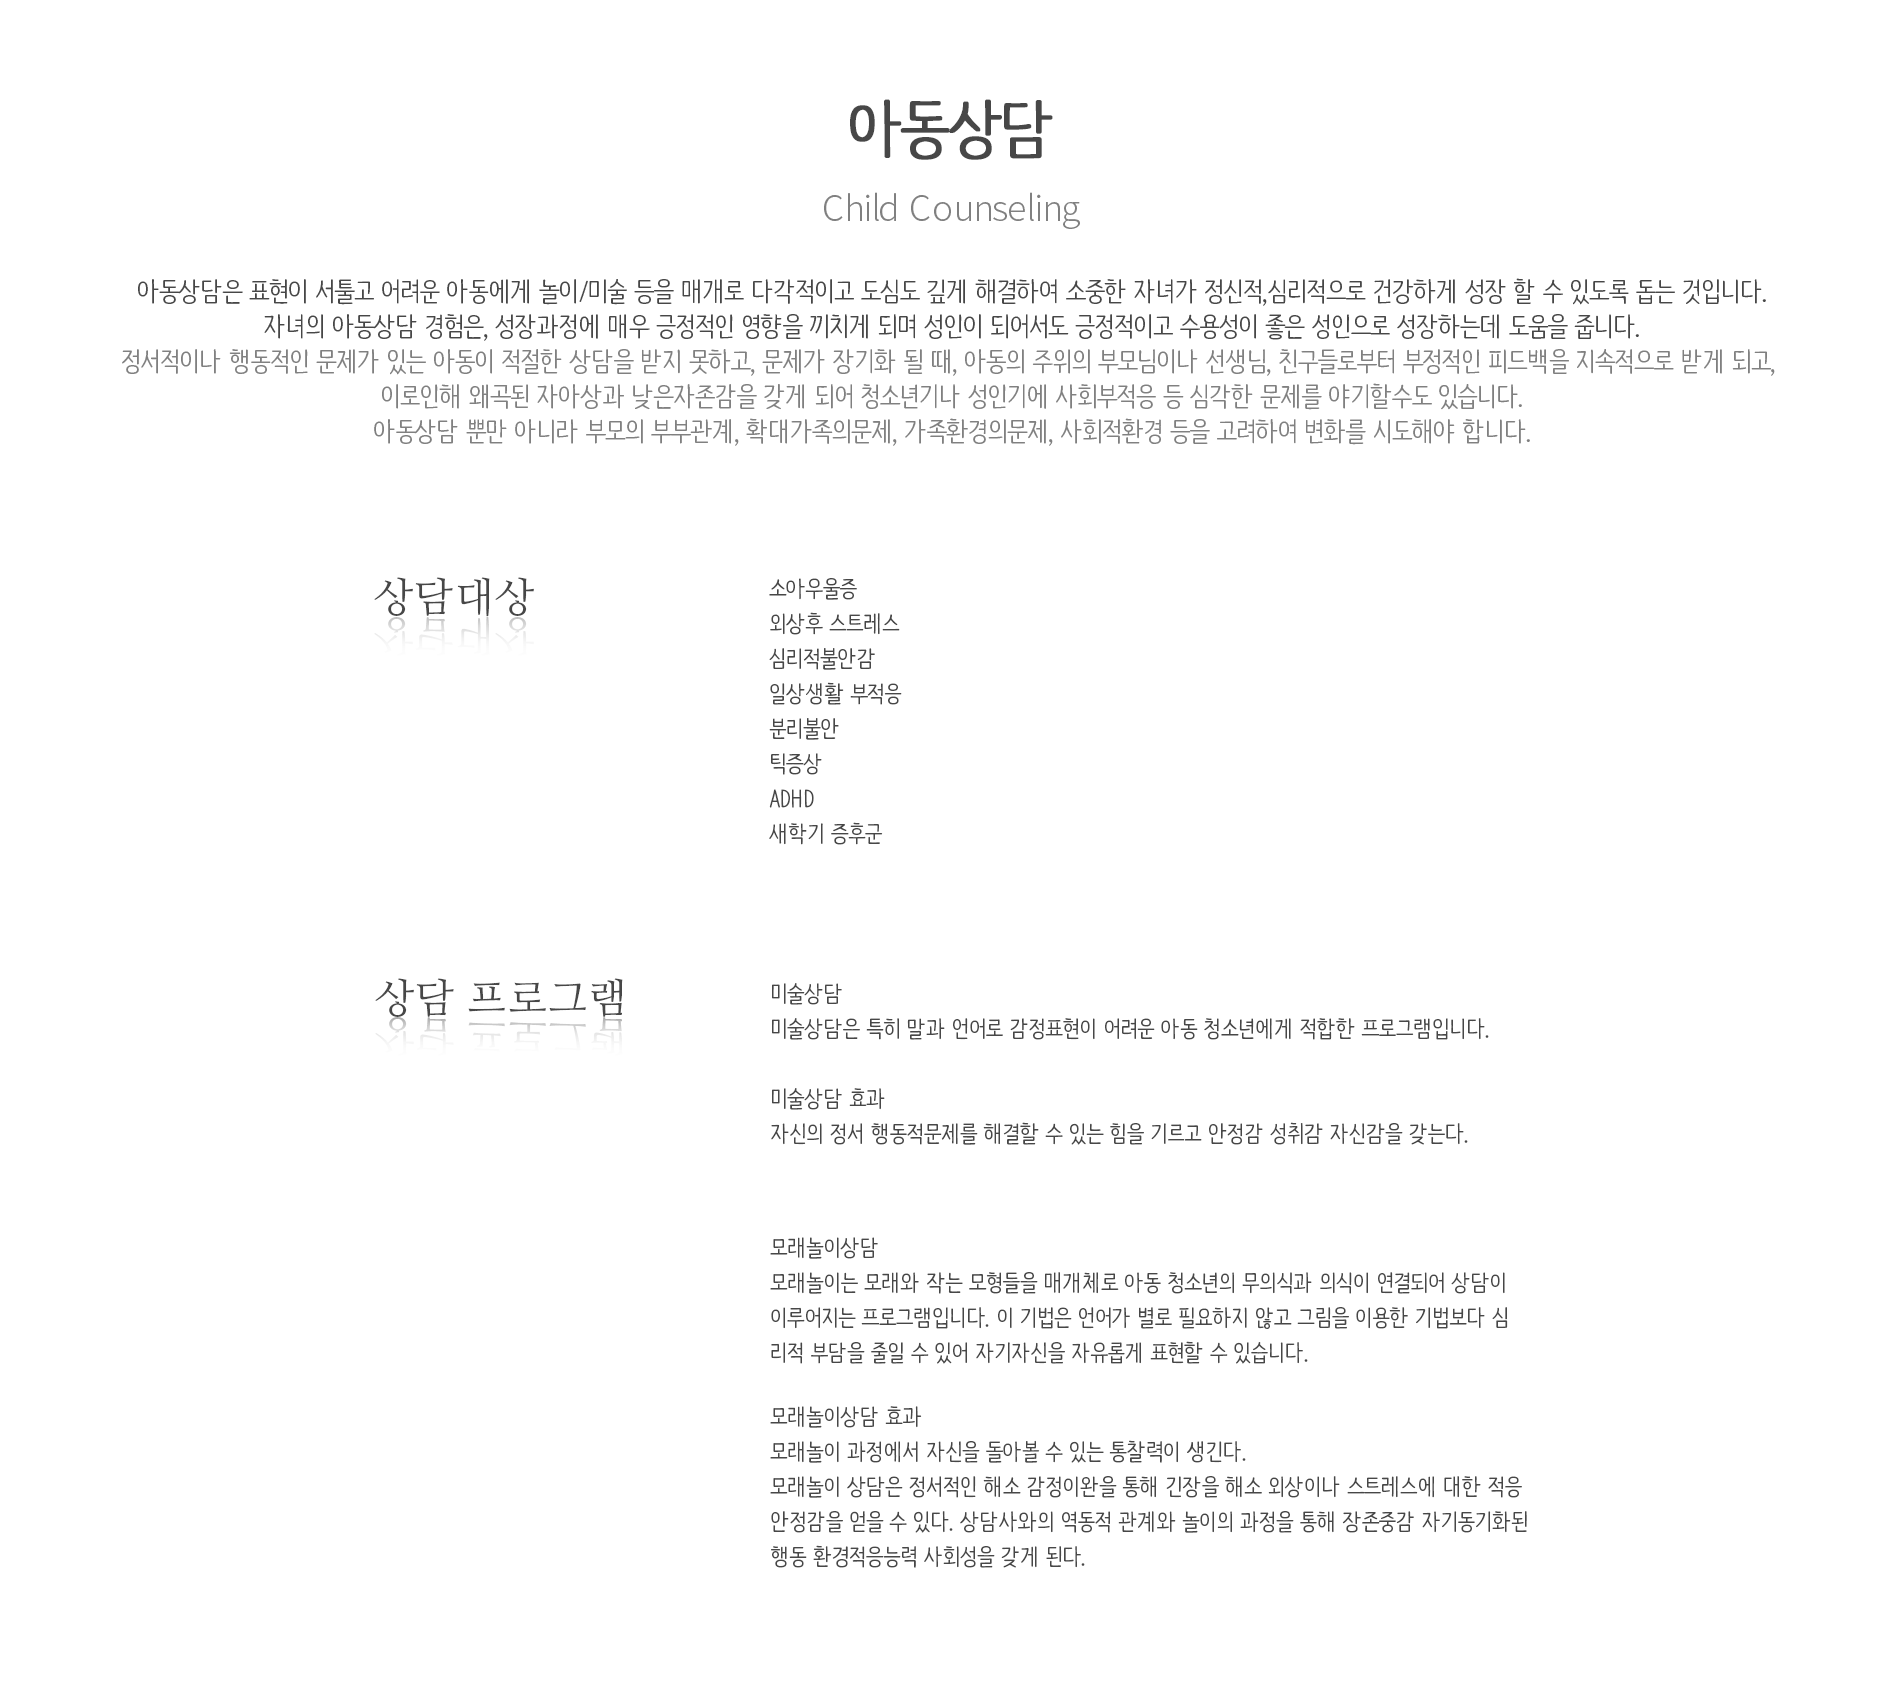 아동상담
Child Counseling
아동상담은 표현이 서툴고 어려운 아동에게 놀이/미술 등을 매개로 다각적이고 도심도 깊게 해결하여 소중한 자녀가 정신적,심리적으로 건강하게 성장 할 수 있도록 돕는 것입니다.
자녀의 아동상담 경험은, 성장과정에 매우 긍정적인 영향을 끼치게 되며 성인이 되어서도 긍정적이고 수용성이 좋은 성인으로 성장하는데 도움을 줍니다.
정서적이나 행동적인 문제가 있는 아동이 적절한 상담을 받지 못하고, 문제가 장기화 될 때, 아동의 주위의 부모님이나 선생님, 친구들로부터 부정적인 피드백을 지속적으로 받게 되고,
이로인해 왜곡된 자아상과 낮은자존감을 갖게 되어 청소년기나 성인기에 사회부적응 등 심각한 문제를 야기할수도 있습니다.
아동상담 뿐만 아니라 부모의 부부관계, 확대가족의문제, 가족환경의문제, 사회적환경 등을 고려하여 변화를 시도해야 합니다.
상담대상
소아우울증
외상후 스트레스
심리적불안감
일상생활 부적응
분리불안
틱증상
ADHD
새학기 증후군
상담 프로그램
미술상담
미술상담은 특히 말과 언어로 감정표현이 어려운 아동 청소년에게 적합한 프로그램입니다.
미술상담 효과
자신의 정서 행동적문제를 해결할 수 있는 힘을 기르고 안정감 성취감 자신감을 갖는다.
모래놀이상담
모래놀이는 모래와 작는 모형들을 매개체로 아동 청소년의 무의식과 의식이 연결되어 상담이
이루어지는 프로그램입니다. 이 기법은 언어가 별로 필요하지 않고 그림을 이용한 기법보다 심
리적 부담을 줄일 수 있어 자기자신을 자유롭게 표현할 수 있습니다.
모래놀이상담 효과
모래놀이 과정에서 자신을 돌아볼 수 있는 통찰력이 생긴다.
모래놀이 상담은 정서적인 해소 감정이완을 통해 긴장을 해소 외상이나 스트레스에 대한 적응
안정감을 얻을 수 있다. 상담사와의 역동적 관계와 놀이의 과정을 통해 장존중감 자기동기화된
행동 환경적응능력 사회성을 갖게 된다.